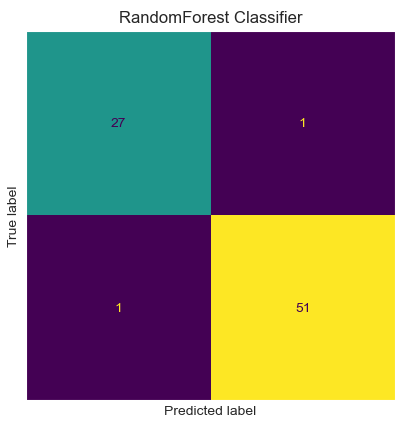 RandomForest Classifier
True label
27 1
1 51
Predicted label